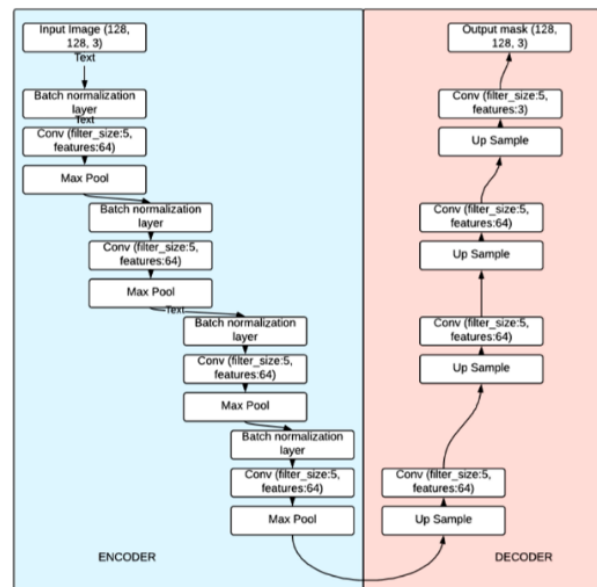 Input Image (128,
128, 3)
Text
Batch normalization
layer
Text
Conv (filter_size:5,
features:64)
Max Pool
Batch normalization
layer
Conv (filter_size:5,
features:64)
Max Pool
Text
Batch normalization
layer
Conv (filter_size:5,
features:64)
Max Pool
Batch normalization
layer
Conv (filter_size:5,
features:64)
Max Pool
ENCODER
Output mask (128,
128, 3)
Conv (filter_size:5,
features:3)
Up Sample
Conv (filter_size:5,
features:64)
Up Sample
Conv (filter_size:5,
features:64)
Up Sample
Conv (filter_size:5,
features:64)
Up Sample
DECODER